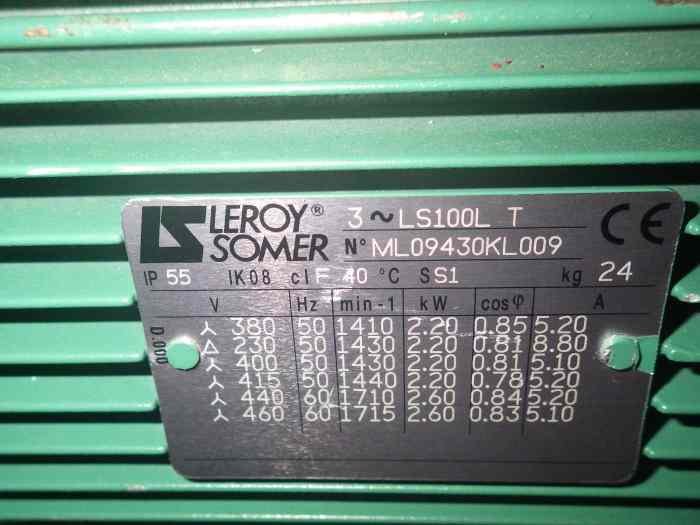 LEROY® 3 ~ LS100L T CE
SOMER N° ML09430KL009
IP 55 IK08 cl F 40 °C S S1 kg 24
V Hz min-1 kW cosφ A
⅄ 380 50 1410 2.20 0.85 5.20
Δ 230 50 1430 2.20 0.81 8.80
⅄ 400 50 1430 2.20 0.81 5.10
⅄ 415 50 1440 2.20 0.78 5.20
⅄ 440 60 1710 2.60 0.84 5.20
⅄ 460 60 1715 2.60 0.83 5.10
D.000